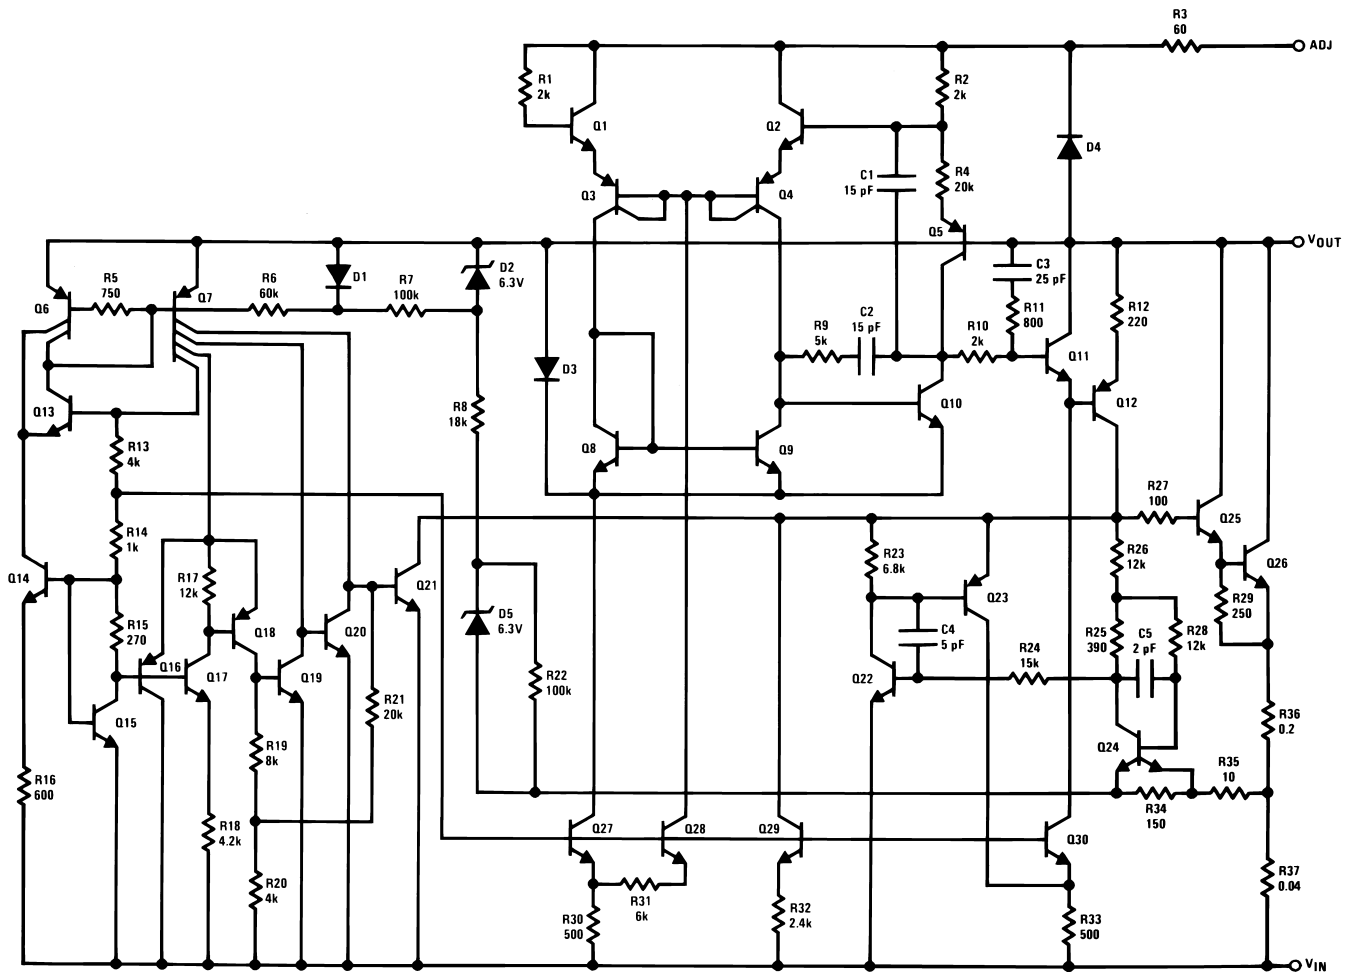 R3
60
ADJ
R1
2k
Q1
Q2
R2
2k
D4
C1
15 pF
R4
20k
Q3
Q4
Q5
VOUT
R5
750
Q6
Q7
R6
60k
D1
R7
100k
D2
6.3V
C3
25 pF
R11
800
R12
220
R9
5k
C2
15 pF
R10
2k
Q11
D3
Q13
R8
18k
Q10
Q12
R13
4k
Q8
Q9
R27
100
Q25
R14
1k
Q14
R17
12k
Q21
R23
6.8k
R26
12k
Q26
Q23
R29
250
R15
270
Q18
Q20
D5
6.3V
C4
5 pF
R25
390
C5
2 pF
R28
12k
Q16
Q17
Q19
R22
100k
Q22
R24
15k
R21
20k
Q15
R36
0.2
R19
8k
Q24
R16
600
R35
10
R34
150
R18
4.2k
Q27
Q28
Q29
Q30
R20
4k
R31
6k
R37
0.04
R30
500
R32
2.4k
R33
500
VIN